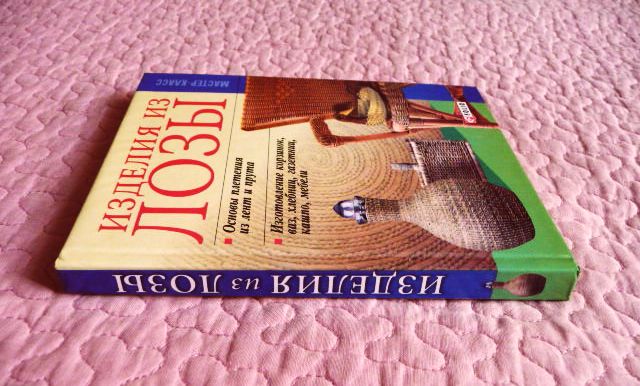 МАСТЕР-КЛАСС
ИЗДЕЛИЯ ИЗ
ЛОЗЫ
Основы плетения
из лент и прута
Изготовление корзинок,
ваз, хлебниц, газетниц,
кашпо, мебели
ИЗДЕЛИЯ из ЛОЗЫ